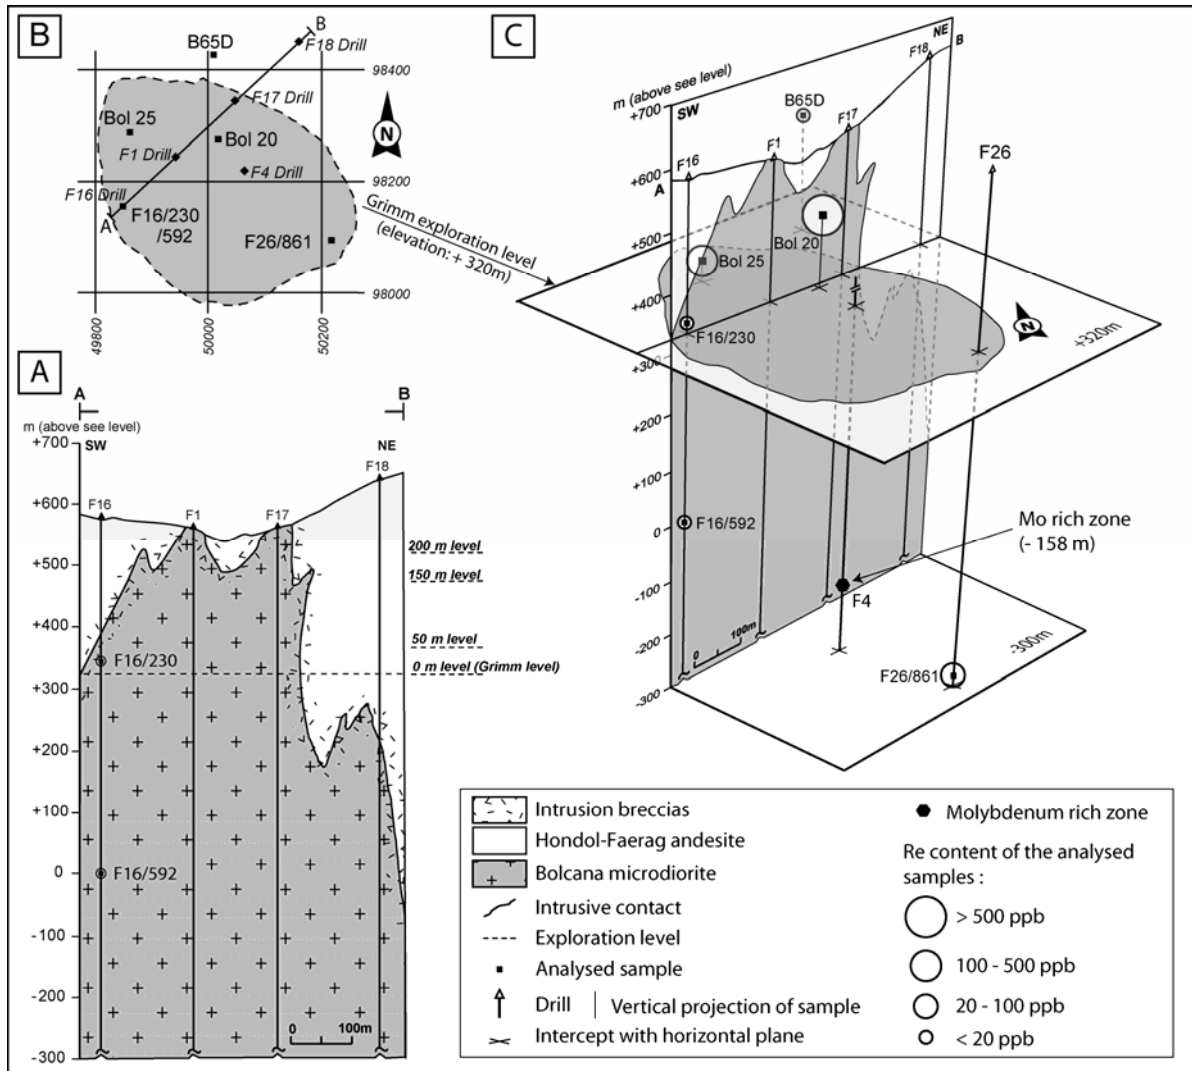 B
B
B65D
F18 Drill
98400
F17 Drill
Bol 25
Bol 20
N
F1 Drill
F4 Drill
98200
F16 Drill
A
F16/230
/592
F26/861
98000
49800
50000
50200
Grimm exploration level
(elevation: + 320m)
C
NE
B
F18
m (above see level)
+700
SW
B65D
F17
F1
F16
F26
+600
A
+500
Bol 20
Bol 25
+400
F16/230
N
+320m
+300
+200
+100
0
F16/592
Mo rich zone
(- 158 m)
-100
F4
-200
0
100m
-300m
F26/861
-300
A
A
B
m (above see level)
+700
SW
NE
F18
+600
F16
F1
F17
200 m level
+500
150 m level
+400
50 m level
F16/230
0 m level (Grimm level)
+300
+200
+100
0
F16/592
-100
-200
0
100m
-300
Intrusion breccias
Hondol-Faerag andesite
Bolcana microdiorite
Intrusive contact
Exploration level
Analysed sample
Drill
Vertical projection of sample
Intercept with horizontal plane
Molybdenum rich zone
Re content of the analysed
samples :
> 500 ppb
100 - 500 ppb
20 - 100 ppb
< 20 ppb